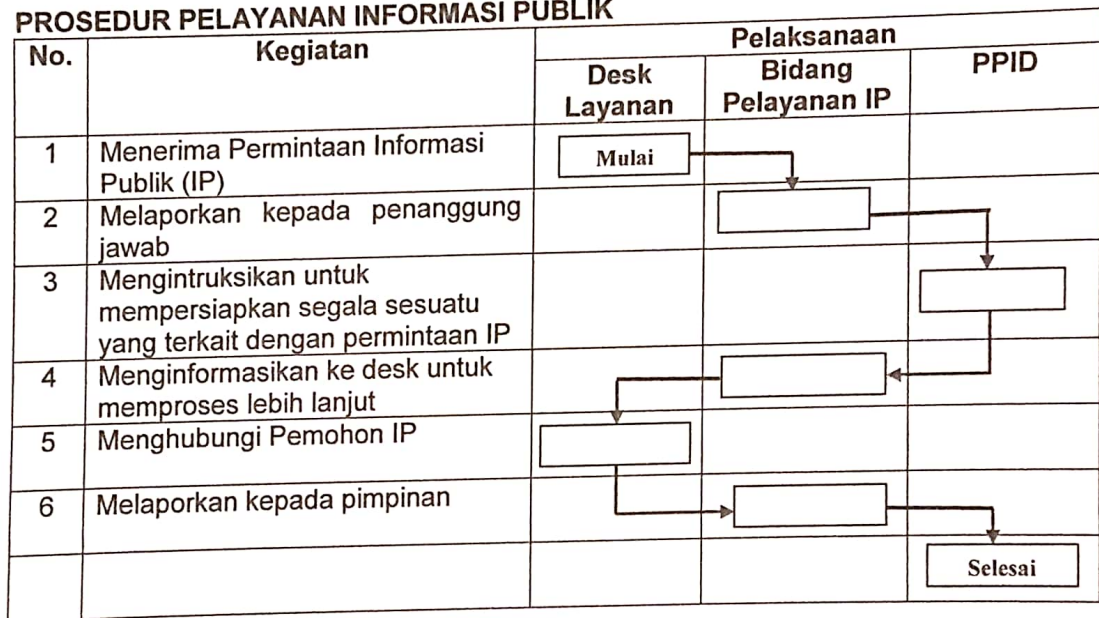 PROSEDUR PELAYANAN INFORMASI PUBLIK
No.
Kegiatan
Pelaksanaan
Desk
Layanan
Bidang
Pelayanan IP
PPID
1
Menerima Permintaan Informasi
Publik (IP)
Mulai
2
Melaporkan kepada penanggung
jawab
3
Mengintruksikan untuk
mempersiapkan segala sesuatu
yang terkait dengan permintaan IP
4
Menginformasikan ke desk untuk
memproses lebih lanjut
5
Menghubungi Pemohon IP
6
Melaporkan kepada pimpinan
Selesai